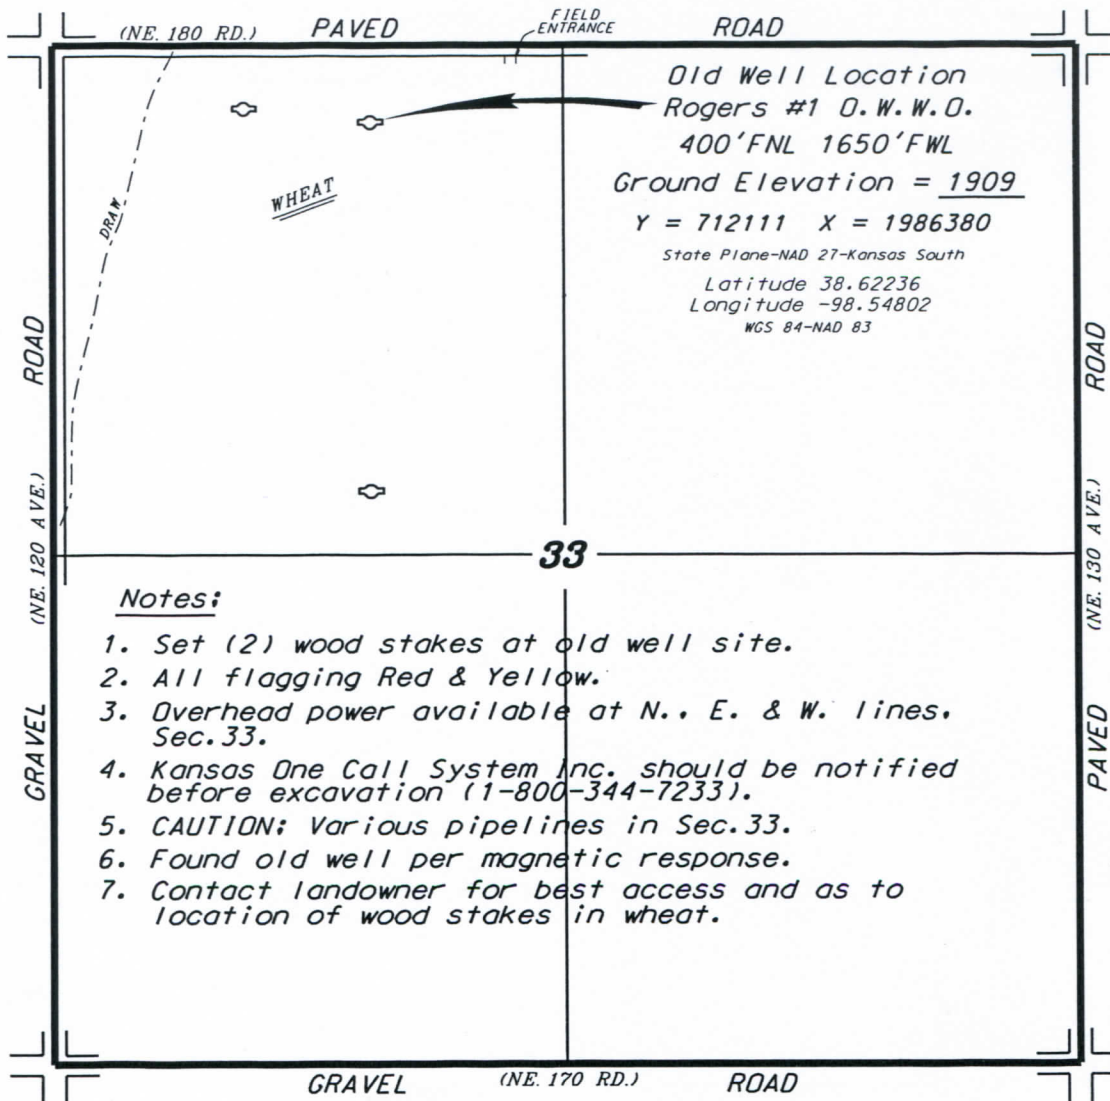 (NE. 180 RD.) PAVED FIELD ENTRANCE ROAD
Old Well Location
Rogers #1 O.W.W.O.
400'FNL 1650'FWL
Ground Elevation = 1909
Y = 712111 X = 1986380
State Plane-NAD 27-Kansas South
Latitude 38.62236
Longitude -98.54802
WGS 84-NAD 83
WHEAT
DRAW
ROAD
(NE. 120 AVE.)
GRAVEL
ROAD
(NE. 130 AVE.)
PAVED
33
Notes:
1. Set (2) wood stakes at old well site.
2. All flagging Red & Yellow.
3. Overhead power available at N., E. & W. lines,
Sec.33.
4. Kansas One Call System Inc. should be notified
before excavation (1-800-344-7233).
5. CAUTION: Various pipelines in Sec.33.
6. Found old well per magnetic response.
7. Contact landowner for best access and as to
location of wood stakes in wheat.
GRAVEL (NE. 170 RD.) ROAD